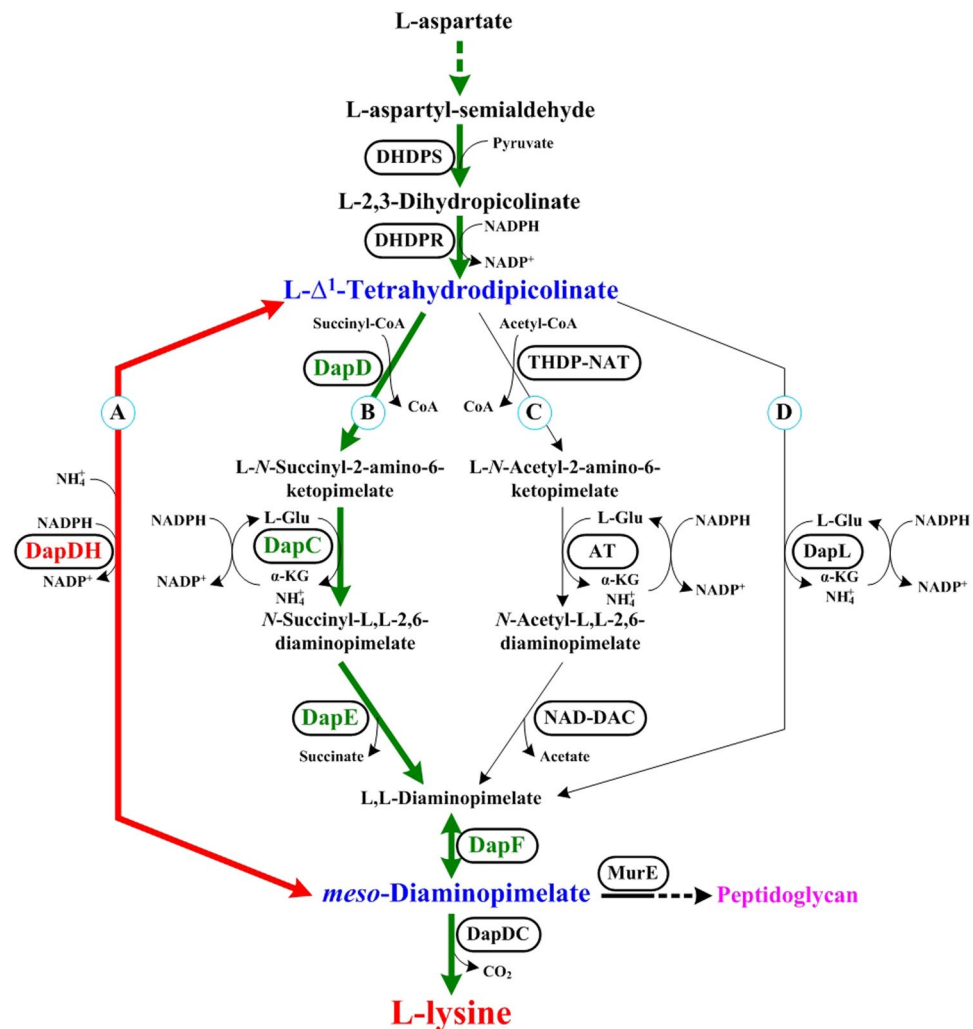 L-aspartate
L-aspartyl-semialdehyde
DHDPS
Pyruvate
L-2,3-Dihydropicolinate
DHDPR
NADPH
NADP⁺
L-Δ¹-Tetrahydrodipicolinate
Succinyl-CoA
Acetyl-CoA
DapD
THDP-NAT
CoA
CoA
A
B
C
D
L-N-Succinyl-2-amino-6-
ketopimelate
L-N-Acetyl-2-amino-6-
ketopimelate
NH₄⁺
NADPH
DapDH
NADP⁺
NADPH
L-Glu
DapC
NADP⁺
α-KG
NH₄⁺
L-Glu
NADPH
AT
α-KG
NH₄⁺
NADP⁺
L-Glu
NADPH
DapL
α-KG
NH₄⁺
NADP⁺
N-Succinyl-L,L-2,6-
diaminopimelate
N-Acetyl-L,L-2,6-
diaminopimelate
DapE
NAD-DAC
Succinate
Acetate
L,L-Diaminopimelate
DapF
meso-Diaminopimelate
MurE
Peptidoglycan
DapDC
CO₂
L-lysine